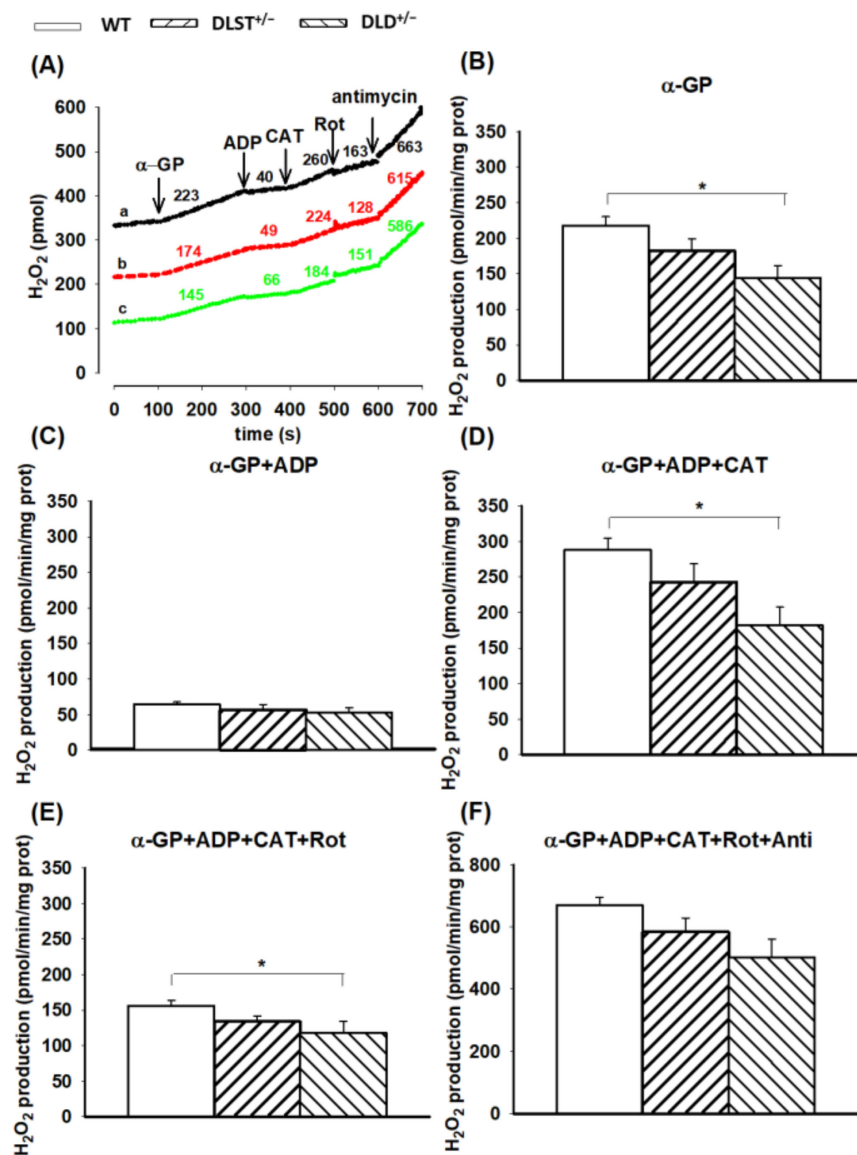 WT DLST+/− DLD+/−
(A)
600
500
400
300
200
100
0
H2O2 (pmol)
α–GP
ADP
CAT
Rot
antimycin
223
40
260
163
663
174
49
224
128
615
145
66
184
151
586
a
b
c
0 100 200 300 400 500 600 700
time (s)
(B)
α-GP
H2O2 production (pmol/min/mg prot)
350
300
250
200
150
100
50
0
*
(C)
α-GP+ADP
H2O2 production (pmol/min/mg prot)
350
300
250
200
150
100
50
0
(D)
α-GP+ADP+CAT
H2O2 production (pmol/min/mg prot)
350
300
250
200
150
100
50
0
*
(E)
α-GP+ADP+CAT+Rot
H2O2 production (pmol/min/mg prot)
350
300
250
200
150
100
50
0
*
(F)
α-GP+ADP+CAT+Rot+Anti
H2O2 production (pmol/min/mg prot)
800
600
400
200
0